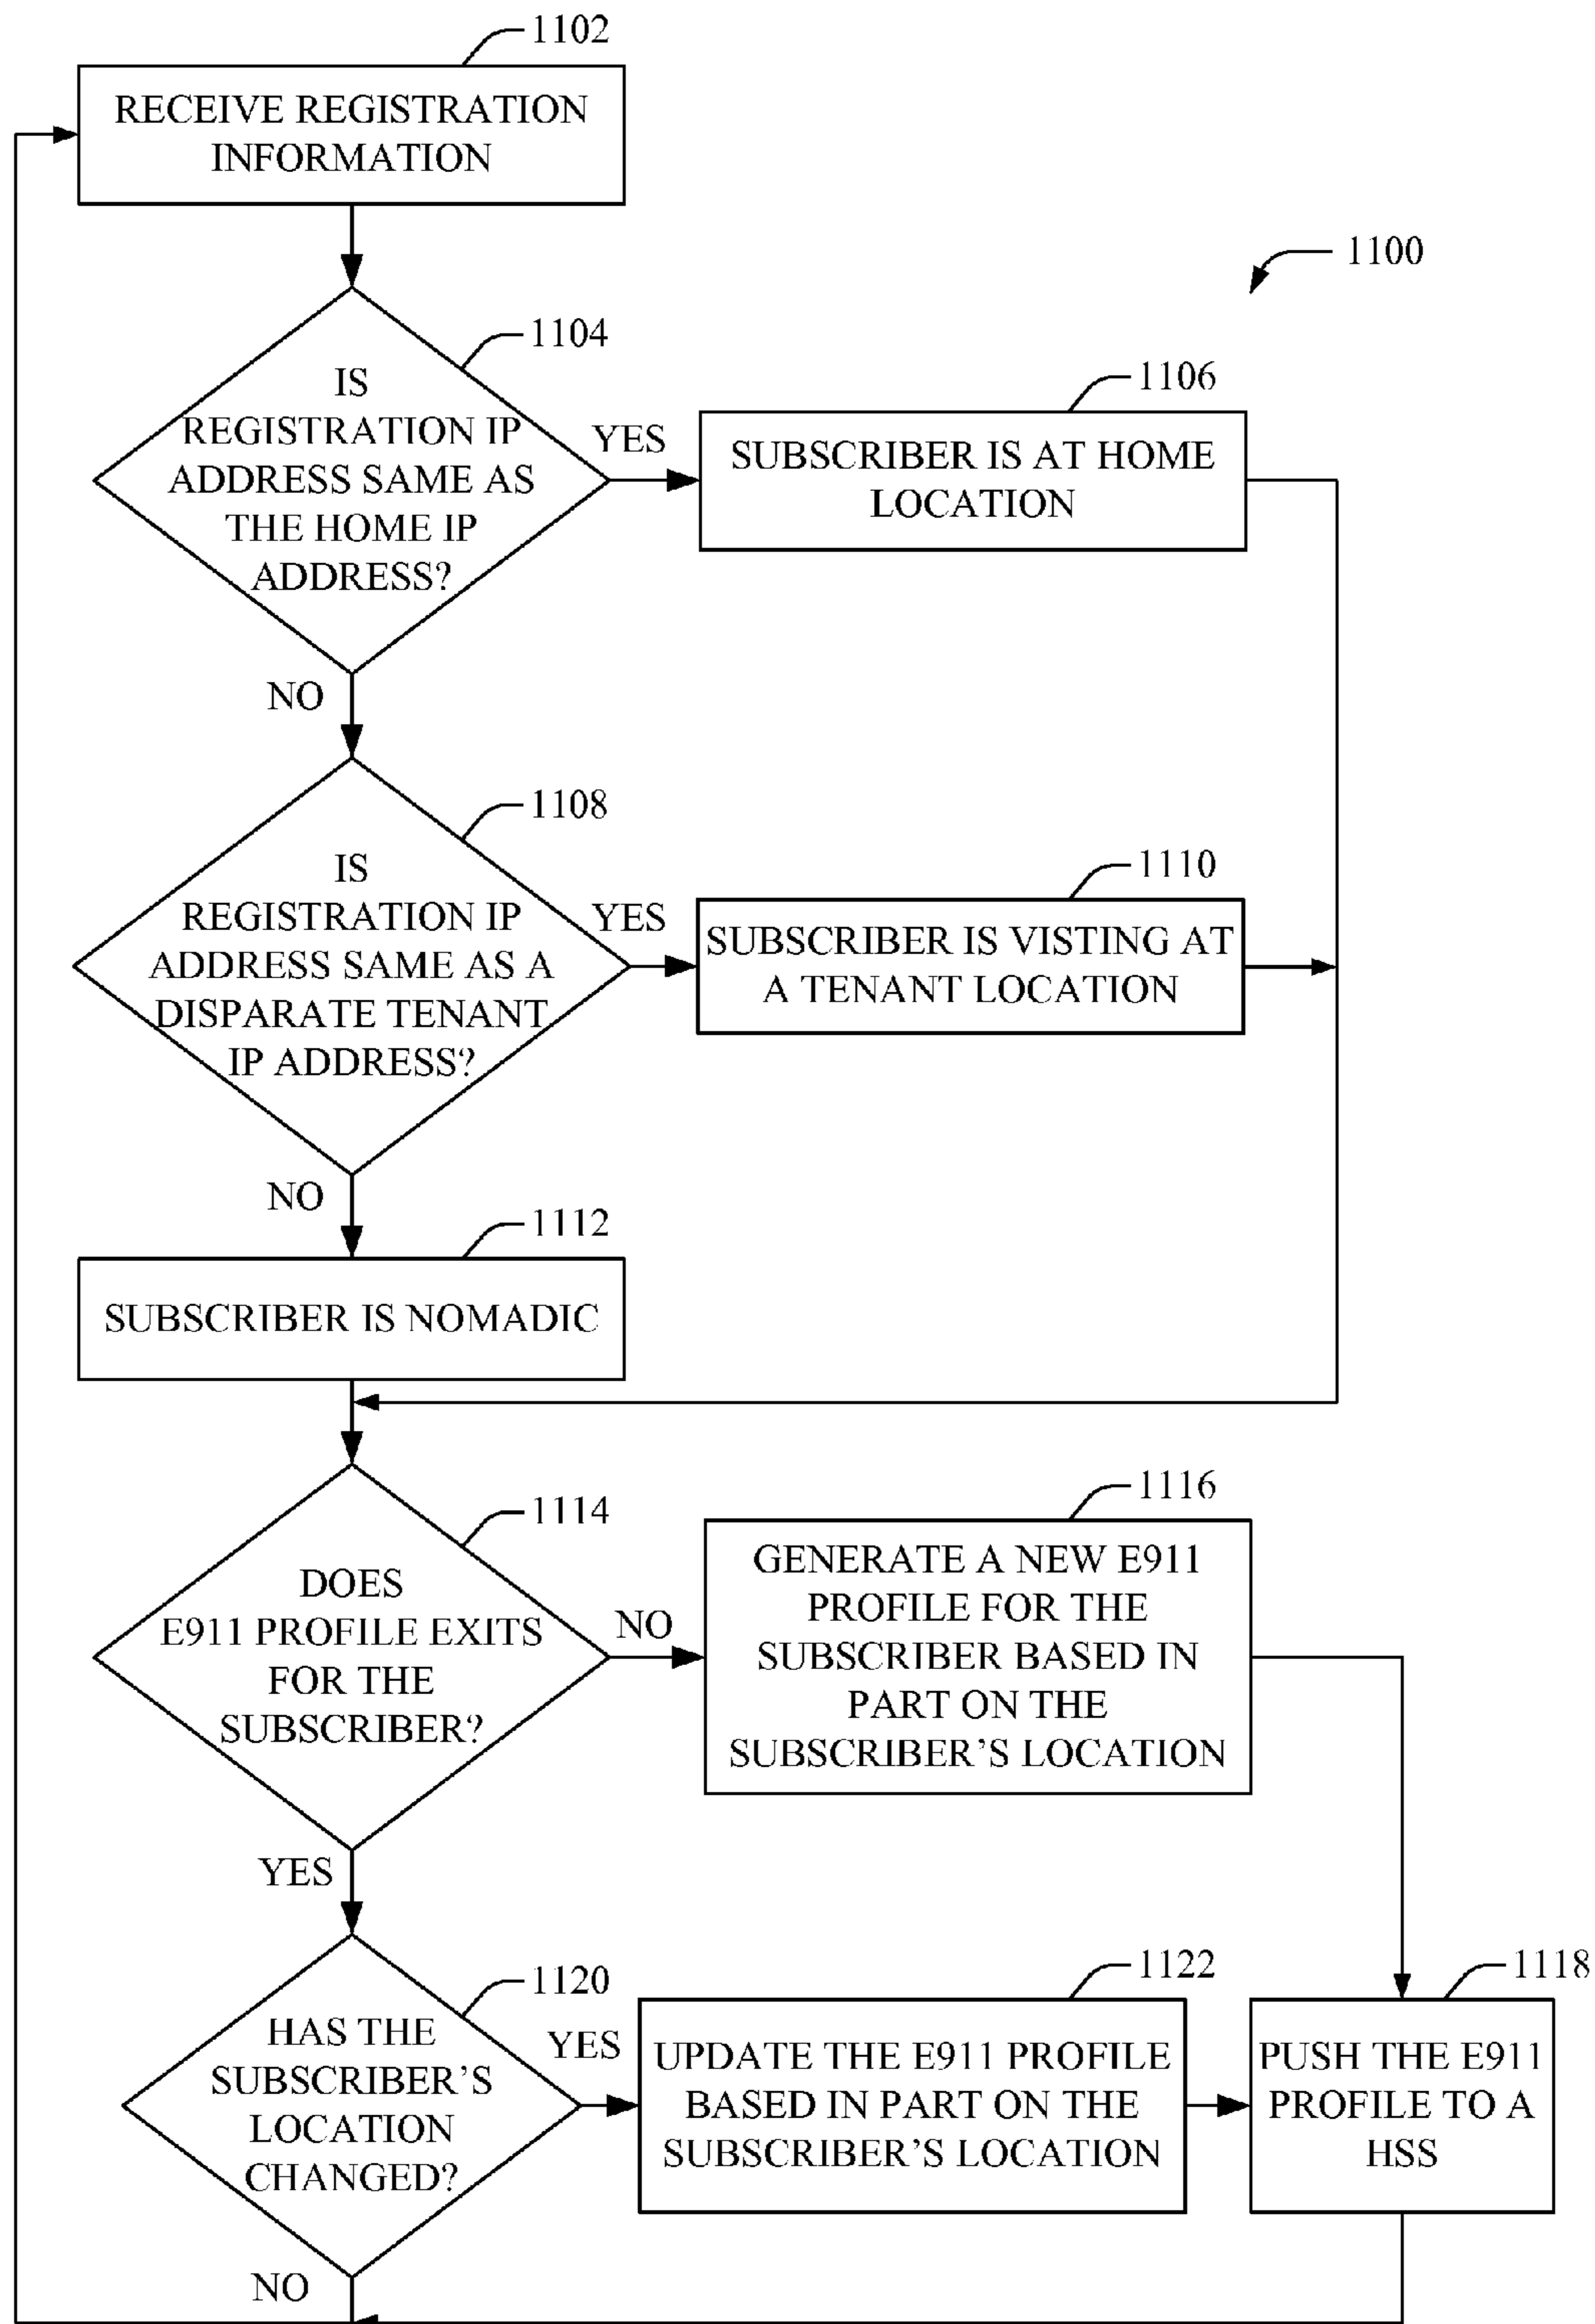 1102
RECEIVE REGISTRATION
INFORMATION
1100
1104
IS
REGISTRATION IP
ADDRESS SAME AS
THE HOME IP
ADDRESS?
YES
1106
SUBSCRIBER IS AT HOME
LOCATION
NO
1108
IS
REGISTRATION IP
ADDRESS SAME AS A
DISPARATE TENANT
IP ADDRESS?
YES
1110
SUBSCRIBER IS VISTING AT
A TENANT LOCATION
NO
1112
SUBSCRIBER IS NOMADIC
1114
DOES
E911 PROFILE EXITS
FOR THE
SUBSCRIBER?
NO
1116
GENERATE A NEW E911
PROFILE FOR THE
SUBSCRIBER BASED IN
PART ON THE
SUBSCRIBER’S LOCATION
YES
1120
HAS THE
SUBSCRIBER’S
LOCATION
CHANGED?
YES
1122
UPDATE THE E911 PROFILE
BASED IN PART ON THE
SUBSCRIBER’S LOCATION
1118
PUSH THE E911
PROFILE TO A
HSS
NO